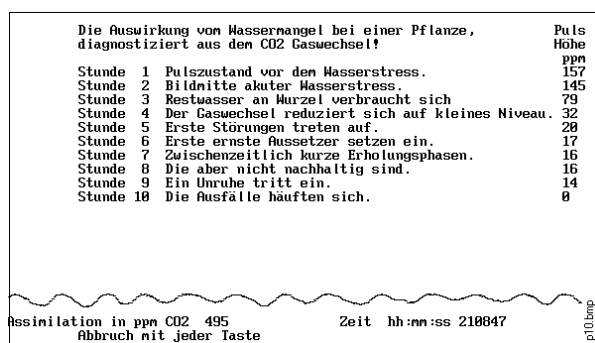 Die Auswirkung vom Wassermangel bei einer Pflanze, Puls
diagnostiziert aus dem CO2 Gaswechsel! Höhe
ppm
Stunde 1 Pulszustand vor dem Wasserstress. 157
Stunde 2 Bildmitte akuter Wasserstress. 145
Stunde 3 Restwasser an Wurzel verbraucht sich 79
Stunde 4 Der Gaswechsel reduziert sich auf kleines Niveau. 32
Stunde 5 Erste Störungen treten auf. 20
Stunde 6 Erste ernste Aussetzer setzen ein. 17
Stunde 7 Zwischenzeitlich kurze Erholungsphasen. 16
Stunde 8 Die aber nicht nachhaltig sind. 16
Stunde 9 Ein Unruhe tritt ein. 14
Stunde 10 Die Ausfälle häuften sich. 0
Assimilation in ppm CO2 495 Zeit hh:mm:ss 210847
Abbruch mit jeder Taste
p10.bmp